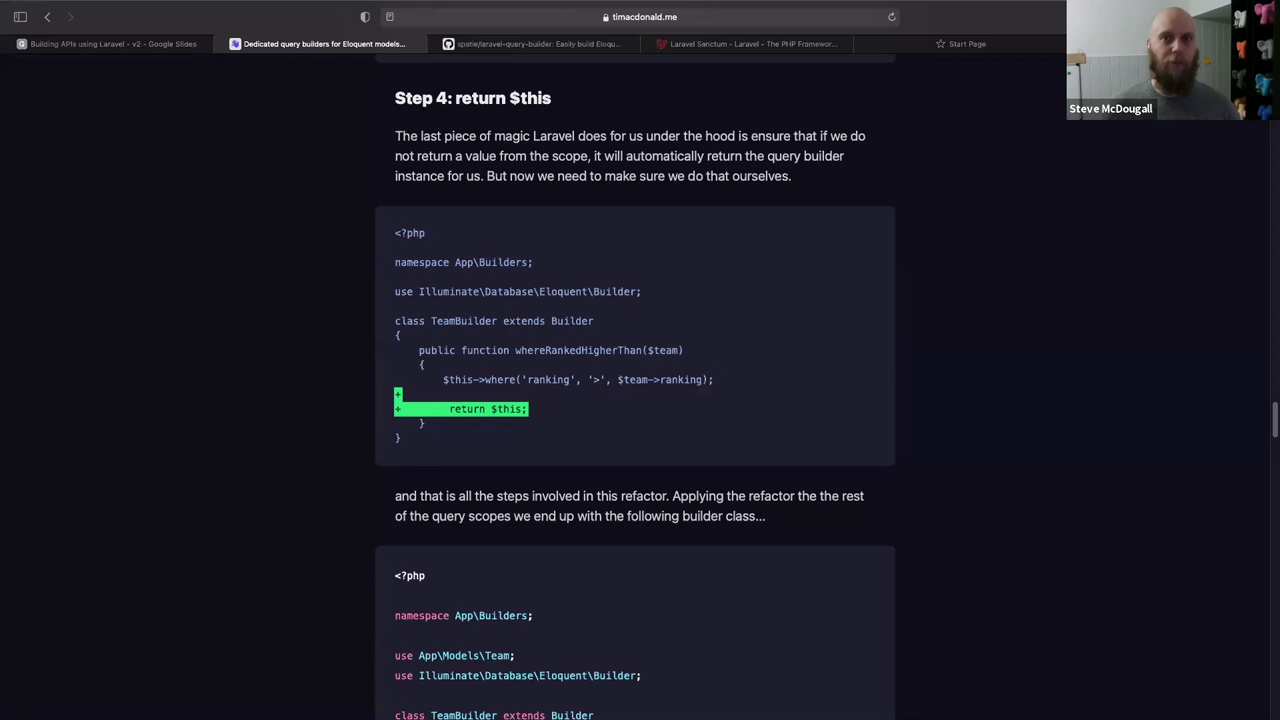 timacdonald.me
Building APIs using Laravel - v2 - Google Slides
Dedicated query builders for Eloquent models...
spatie/laravel-query-builder: Easily build Eloqu...
Laravel Sanctum - Laravel - The PHP Framewor...
Start Page
Steve McDougall
Step 4: return $this
The last piece of magic Laravel does for us under the hood is ensure that if we do
not return a value from the scope, it will automatically return the query builder
instance for us. But now we need to make sure we do that ourselves.
<?php
namespace App\Builders;
use Illuminate\Database\Eloquent\Builder;
class TeamBuilder extends Builder
{
public function whereRankedHigherThan($team)
{
$this->where('ranking', '>', $team->ranking);
+
+ return $this;
}
}
and that is all the steps involved in this refactor. Applying the refactor the the rest
of the query scopes we end up with the following builder class...
<?php
namespace App\Builders;
use App\Models\Team;
use Illuminate\Database\Eloquent\Builder;
class TeamBuilder extends Builder